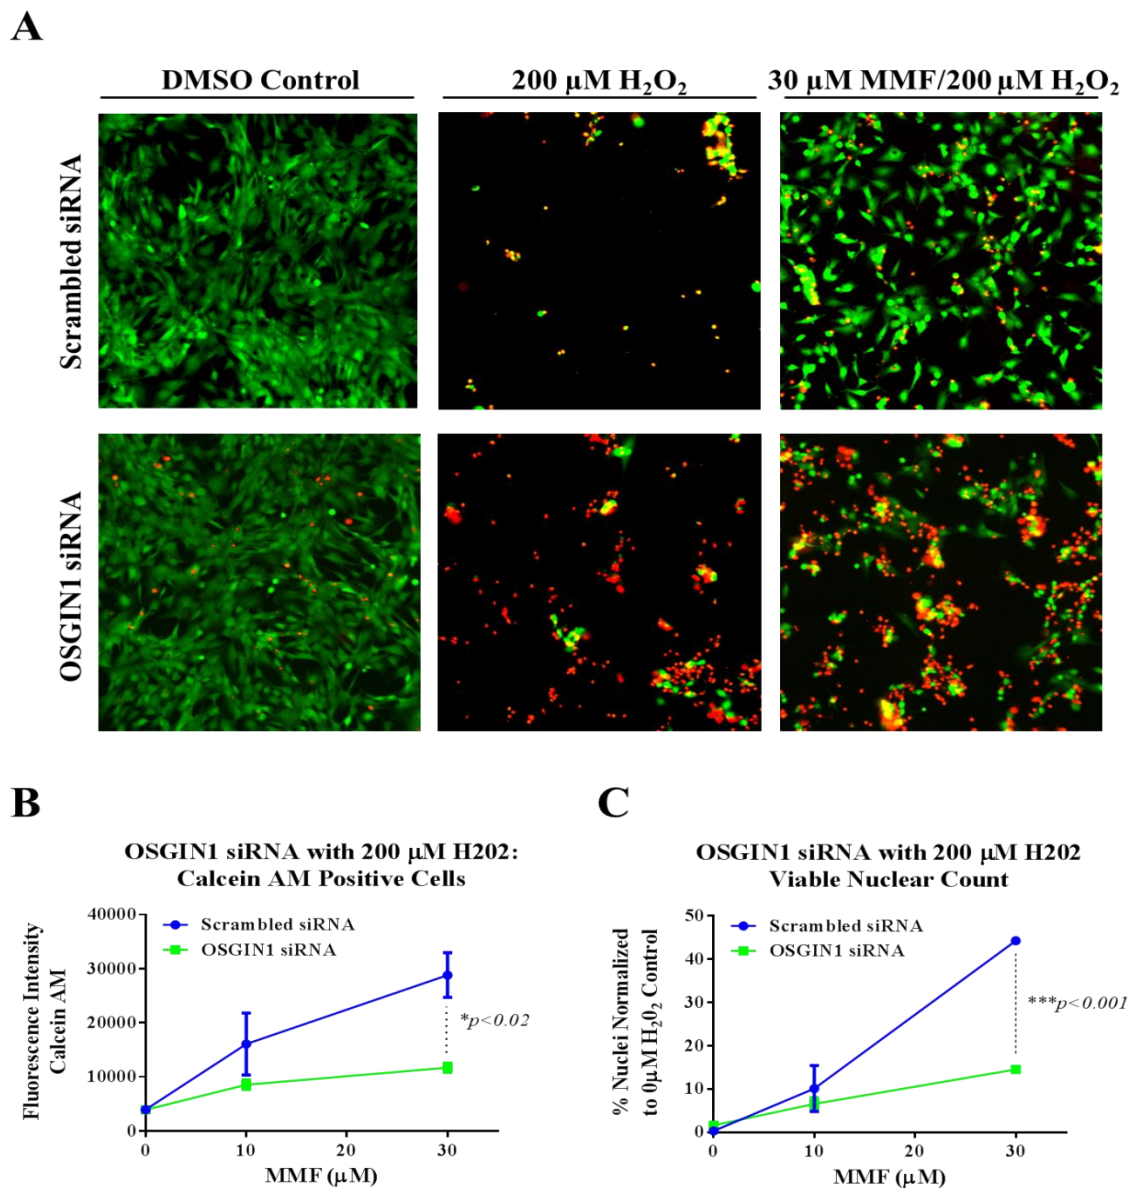 A
DMSO Control
200 µM H₂O₂
30 µM MMF/200 µM H₂O₂
Scrambled siRNA
OSGIN1 siRNA
B
OSGIN1 siRNA with 200 µM H202:
Calcein AM Positive Cells
Fluorescence Intensity
Calcein AM
40000
30000
20000
10000
0
Scrambled siRNA
OSGIN1 siRNA
*p<0.02
0
10
20
30
MMF (µM)
C
OSGIN1 siRNA with 200 µM H202
Viable Nuclear Count
% Nuclei Normalized
to 0µM H₂0₂ Control
50
40
30
20
10
0
Scrambled siRNA
OSGIN1 siRNA
***p<0.001
0
10
20
30
MMF (µM)